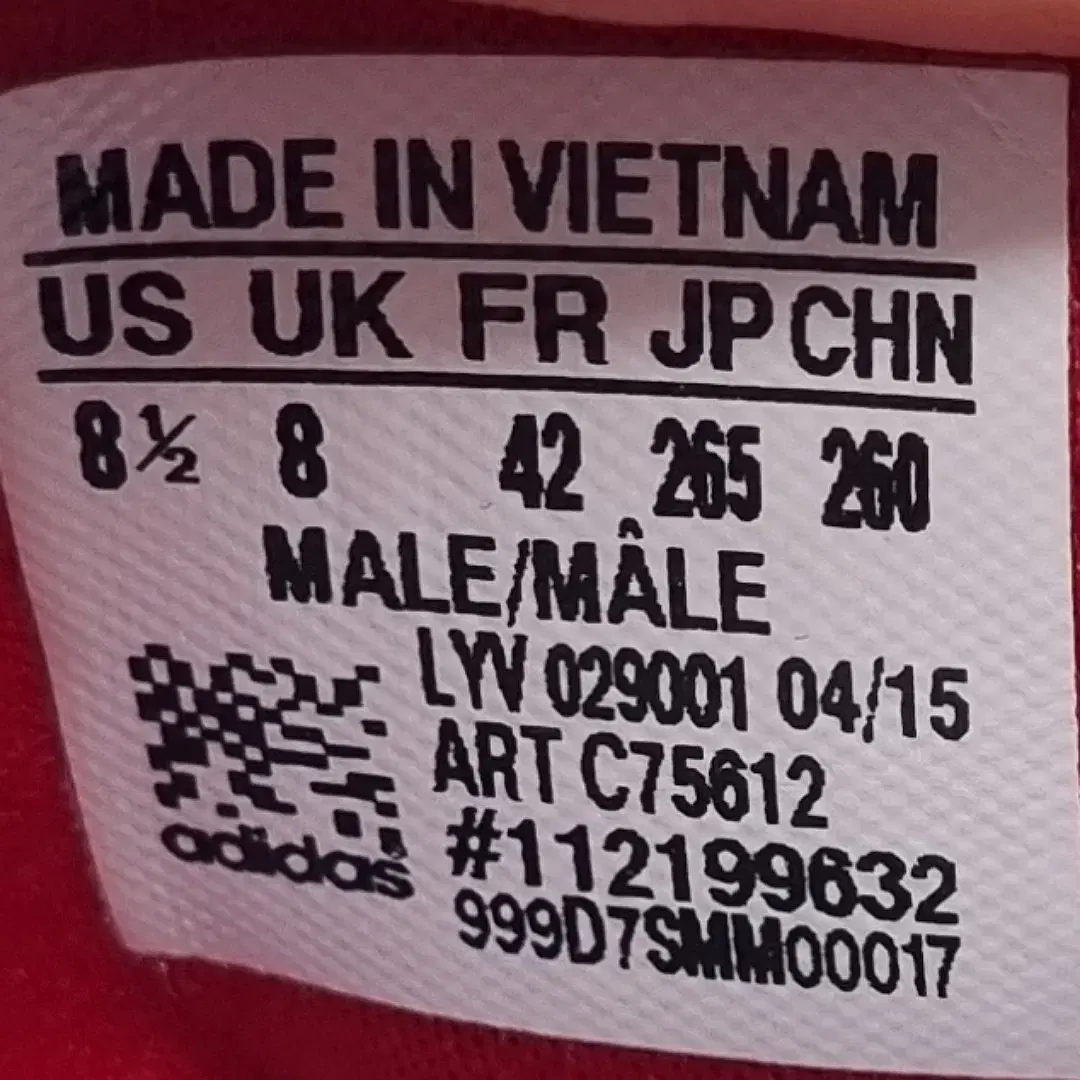 MADE IN VIETNAM
US UK FR JP CHN
8½ 8 42 265 260
MALE/MÂLE
LYV 029001 04/15
ART C75612
#112199632
adidas
999D7SMM00017